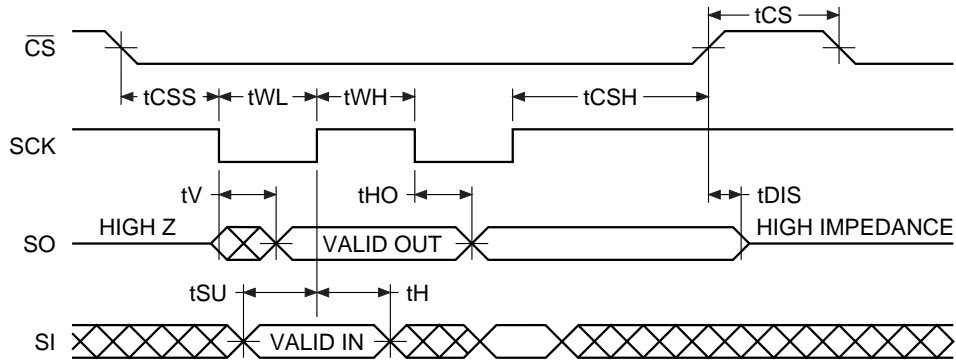 tCS
CS
tCSS tWL tWH tCSH
SCK
tV tHO tDIS
HIGH Z HIGH IMPEDANCE
SO VALID OUT
tSU tH
SI VALID IN